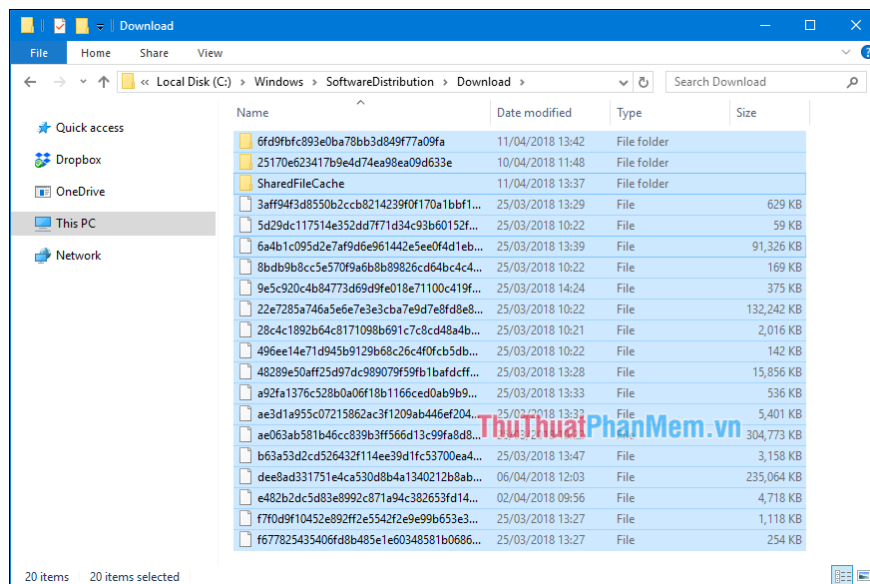 Download
File Home Share View
« Local Disk (C:) › Windows › SoftwareDistribution › Download › Search Download
Name Date modified Type Size
Quick access
Dropbox
OneDrive
This PC
Network
6fd9fbfc893e0ba78bb3d849f77a09fa 11/04/2018 13:42 File folder
25170e623417b9e4d74ea98ea09d633e 10/04/2018 11:48 File folder
SharedFileCache 11/04/2018 13:37 File folder
3aff94f3d8550b2ccb8214239f0f170a1bbf1... 25/03/2018 13:29 File 629 KB
5d29dc117514e352dd7f71d34c93b60152f... 25/03/2018 10:22 File 59 KB
6a4b1c095d2e7af9d6e961442e5ee0f4d1eb... 25/03/2018 13:39 File 91,326 KB
8bdb9b8cc5e570f9a6b8b89826cd64bc4c4... 25/03/2018 10:22 File 169 KB
9e5c920c4b84773d69d9fe018e71100c419f... 25/03/2018 14:24 File 375 KB
22e7285a746a5e6e7e3e3cba7e9d7e8fd8e8... 25/03/2018 10:22 File 132,242 KB
28c4c1892b64c8171098b691c7c8cd48a4b... 25/03/2018 10:21 File 2,016 KB
496ee14e71d945b9129b68c26c4f0fcb5db... 25/03/2018 10:22 File 142 KB
48289e50aff25d97dc989079f59fb1bafdcff... 25/03/2018 13:28 File 15,856 KB
a92fa1376c528b0a06f18b1166ced0ab9b9... 25/03/2018 13:33 File 536 KB
ae3d1a955c07215862ac3f1209ab446ef204... 25/03/2018 13:33 File 5,401 KB
ThuThuatPhanMem.vn
ae063ab581b46cc839b3ff566d13c99fa8d8... 304,773 KB
b63a53d2cd526432f114ee39d1fc53700ea4... 25/03/2018 13:47 File 3,158 KB
dee8ad331751e4ca530d8b4a1340212b8ab... 06/04/2018 12:03 File 235,064 KB
e482b2dc5d83e8992c871a94c382653fd14... 02/04/2018 09:56 File 4,718 KB
f7f0d9f10452e892ff2e5542f2e9e99b653e3... 25/03/2018 13:27 File 1,118 KB
f677825435406fd8b485e1e60348581b0686... 25/03/2018 13:27 File 254 KB
20 items 20 items selected